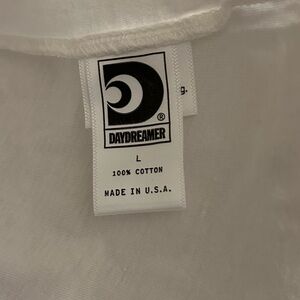 ®
g.
DAYDREAMER
L
100% COTTON
MADE IN U.S.A.